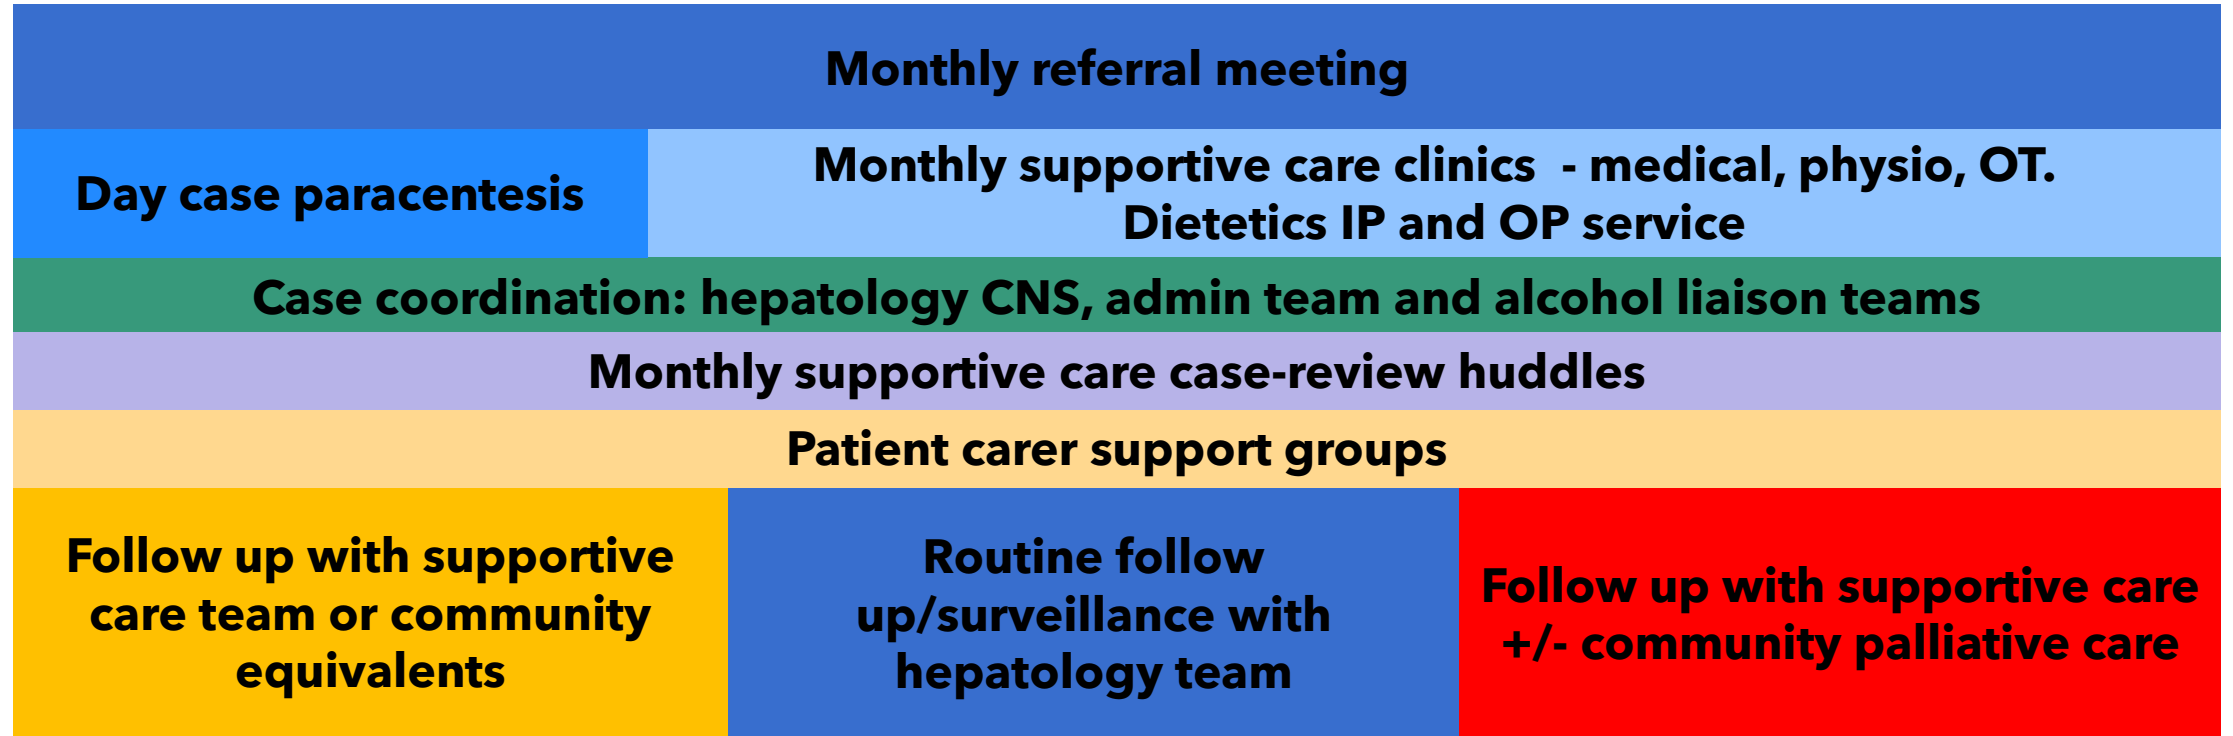 Monthly referral meeting
Day case paracentesis
Monthly supportive care clinics  - medical, physio, OT.
Dietetics IP and OP service
Case coordination: hepatology CNS, admin team and alcohol liaison teams
Monthly supportive care case-review huddles
Patient carer support groups
Follow up with supportive
care team or community
equivalents
Routine follow
up/surveillance with
hepatology team
Follow up with supportive care
+/- community palliative care